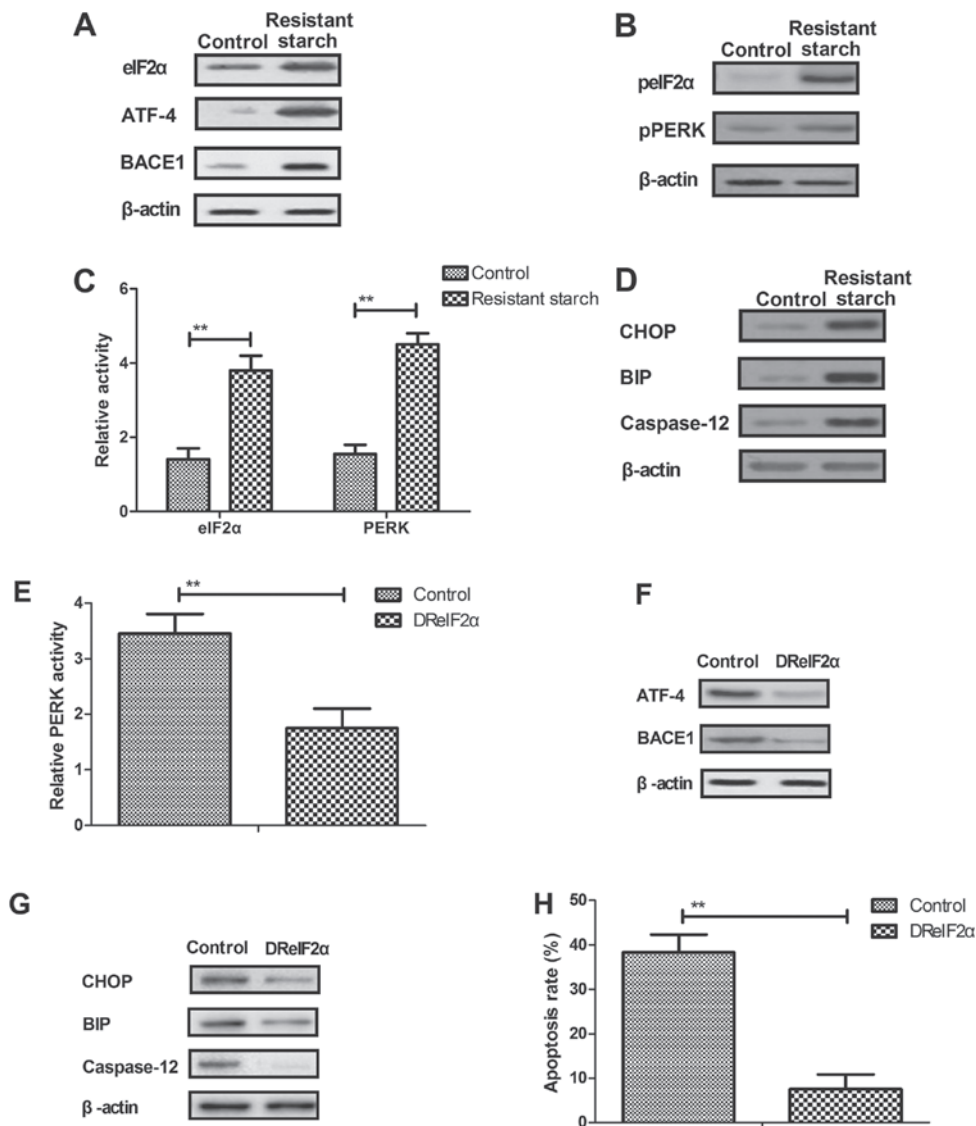 A
Control Resistant starch
eIF2α
ATF-4
BACE1
β-actin
B
Control Resistant starch
peIF2α
pPERK
β-actin
C
Control
Resistant starch
Relative activity
6
4
2
0
**
**
eIF2α PERK
D
Control Resistant starch
CHOP
BIP
Caspase-12
β-actin
E
Control
DReIF2α
Relative PERK activity
4
3
2
1
0
**
F
Control DReIF2α
ATF-4
BACE1
β -actin
G
Control DReIF2α
CHOP
BIP
Caspase-12
β -actin
H
Control
DReIF2α
Apoptosis rate (%)
50
40
30
20
10
0
**